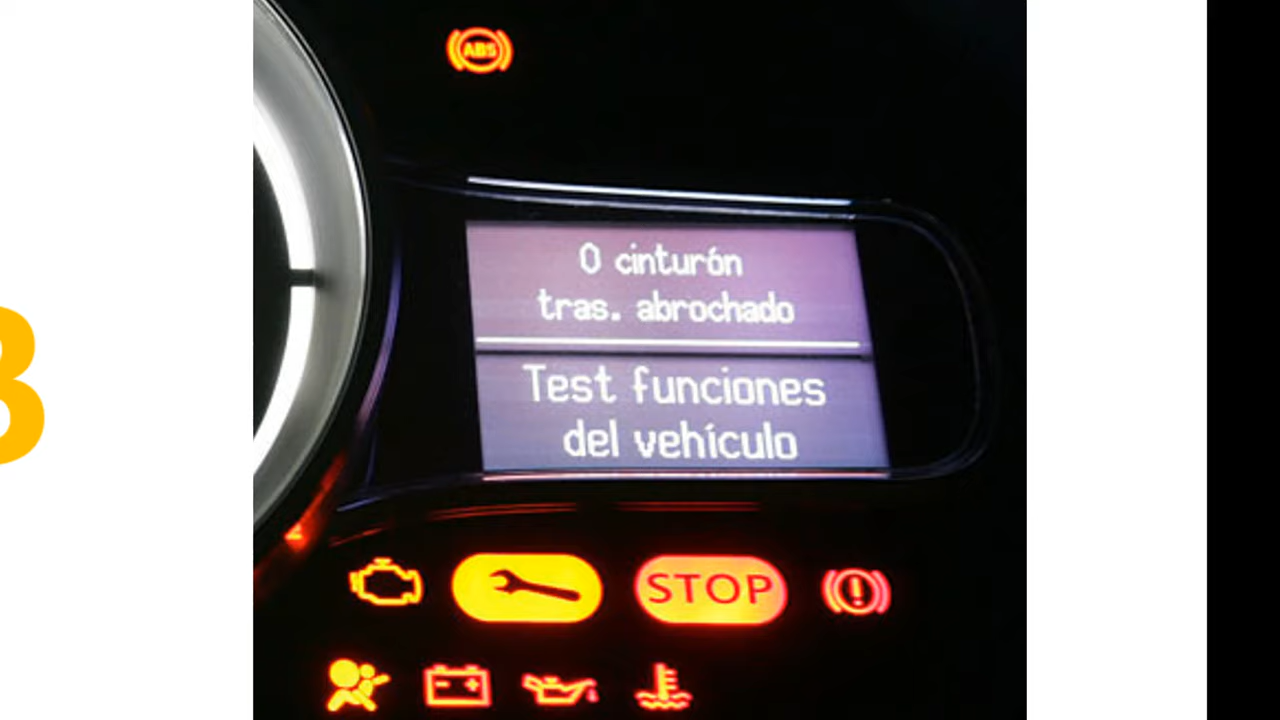 ABS
0 cinturón
tras. abrochado
Test funciones
del vehículo
STOP